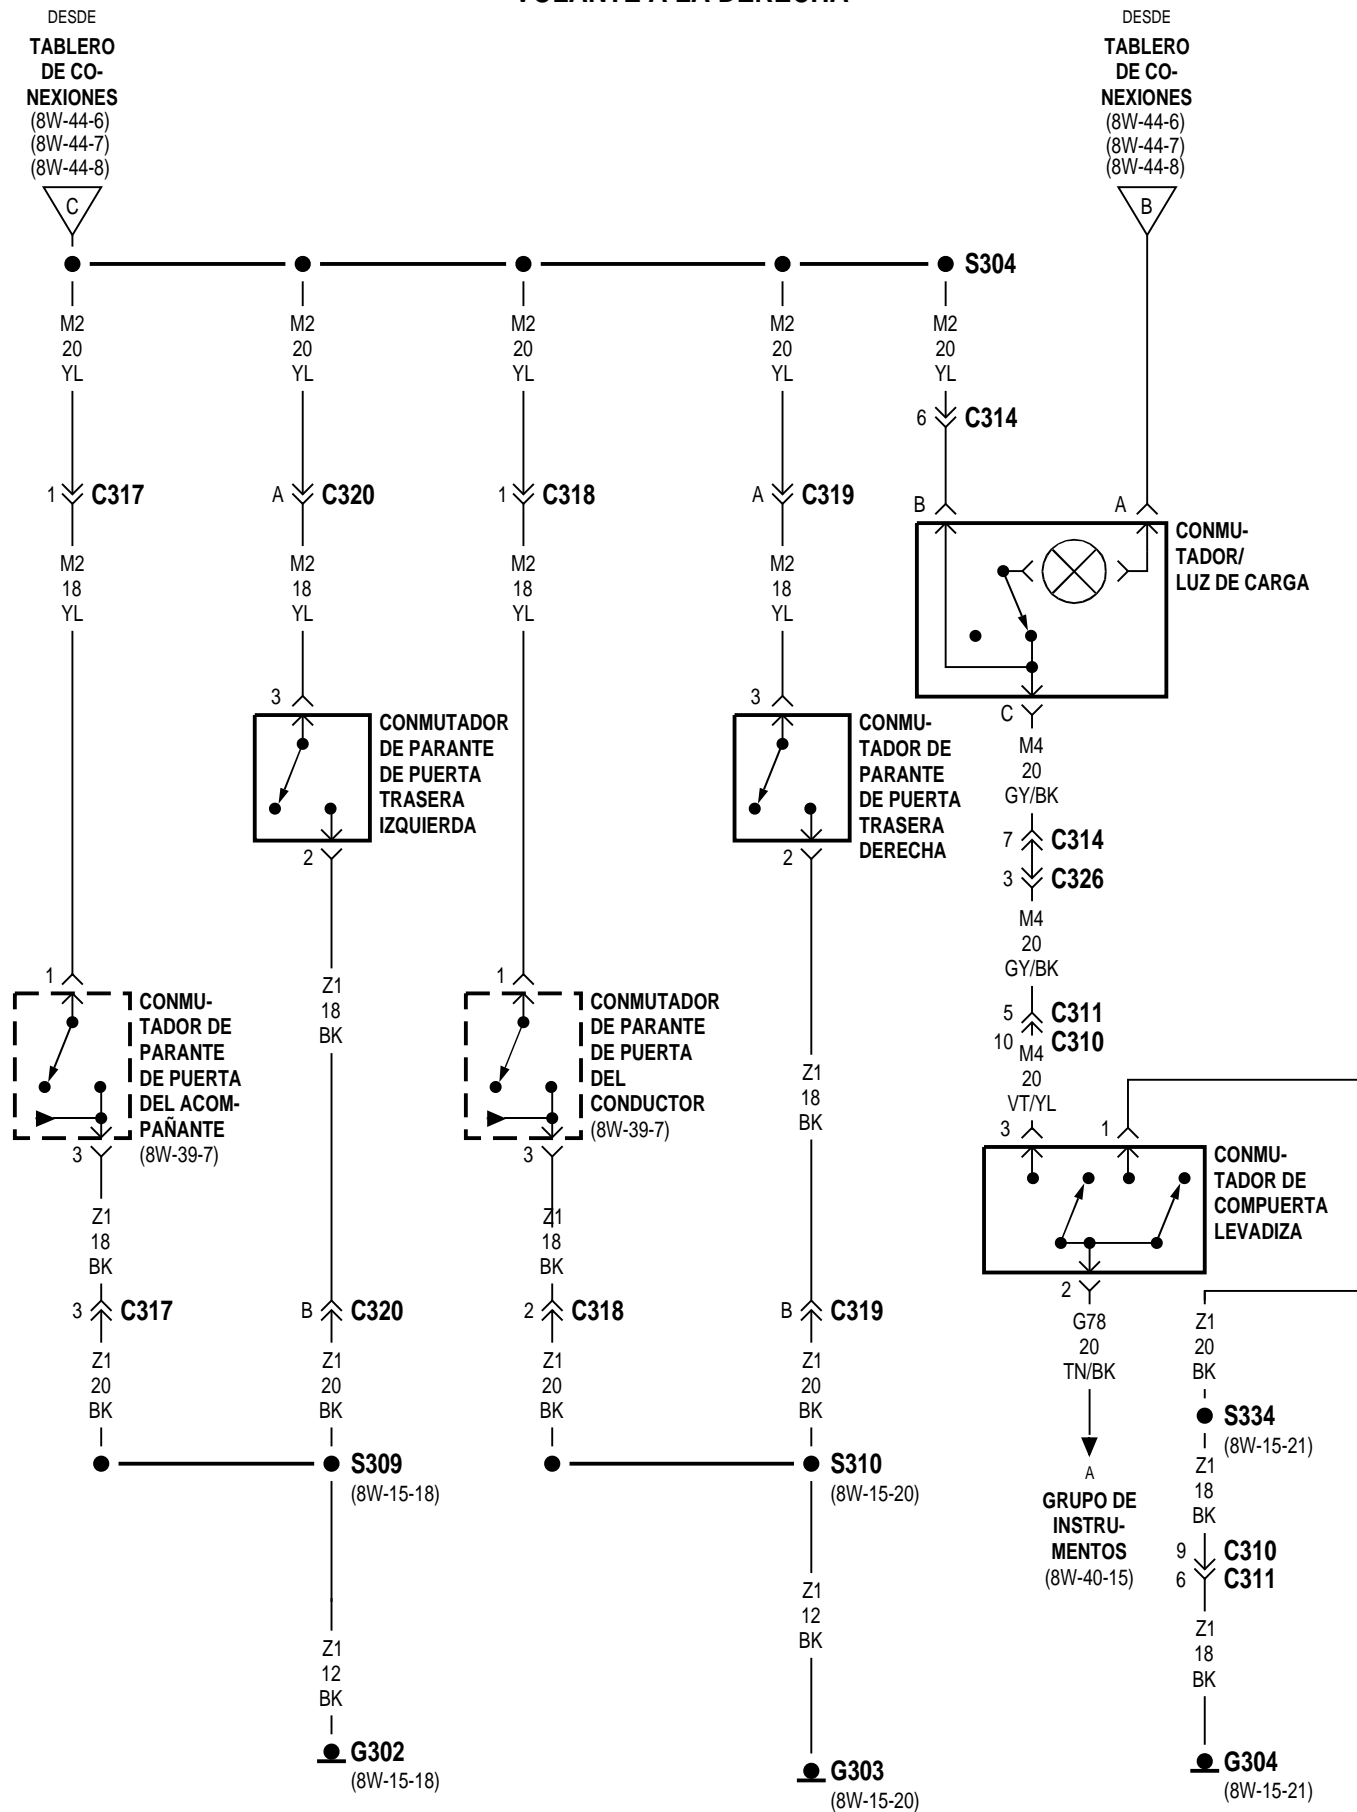 VOLANTE A LA DERECHA
DESDE
TABLERO
DE CO-
NEXIONES
(8W-44-6)
(8W-44-7)
(8W-44-8)
C
DESDE
TABLERO
DE CO-
NEXIONES
(8W-44-6)
(8W-44-7)
(8W-44-8)
B
S304
M2
20
YL
M2
20
YL
M2
20
YL
M2
20
YL
M2
20
YL
6 C314
1 C317
A C320
1 C318
A C319
B
A
CONMU-
TADOR/
LUZ DE CARGA
M2
18
YL
M2
18
YL
M2
18
YL
M2
18
YL
3
CONMUTADOR
DE PARANTE
DE PUERTA
TRASERA
IZQUIERDA
2
3
CONMU-
TADOR DE
PARANTE
DE PUERTA
TRASERA
DERECHA
2
C
M4
20
GY/BK
7 C314
3 C326
M4
20
GY/BK
5 C311
10 C310
M4
20
VT/YL
1
CONMU-
TADOR DE
PARANTE
DE PUERTA
DEL ACOM-
PAÑANTE
(8W-39-7)
3
Z1
18
BK
1
CONMUTADOR
DE PARANTE
DE PUERTA
DEL
CONDUCTOR
(8W-39-7)
3
Z1
18
BK
3
1
CONMU-
TADOR DE
COMPUERTA
LEVADIZA
2
Z1
18
BK
Z1
18
BK
3 C317
B C320
2 C318
B C319
G78
20
TN/BK
Z1
20
BK
Z1
20
BK
Z1
20
BK
Z1
20
BK
Z1
20
BK
S334
(8W-15-21)
S309
(8W-15-18)
S310
(8W-15-20)
A
GRUPO DE
INSTRU-
MENTOS
(8W-40-15)
Z1
18
BK
9 C310
6 C311
Z1
12
BK
Z1
12
BK
Z1
18
BK
G302
(8W-15-18)
G303
(8W-15-20)
G304
(8W-15-21)